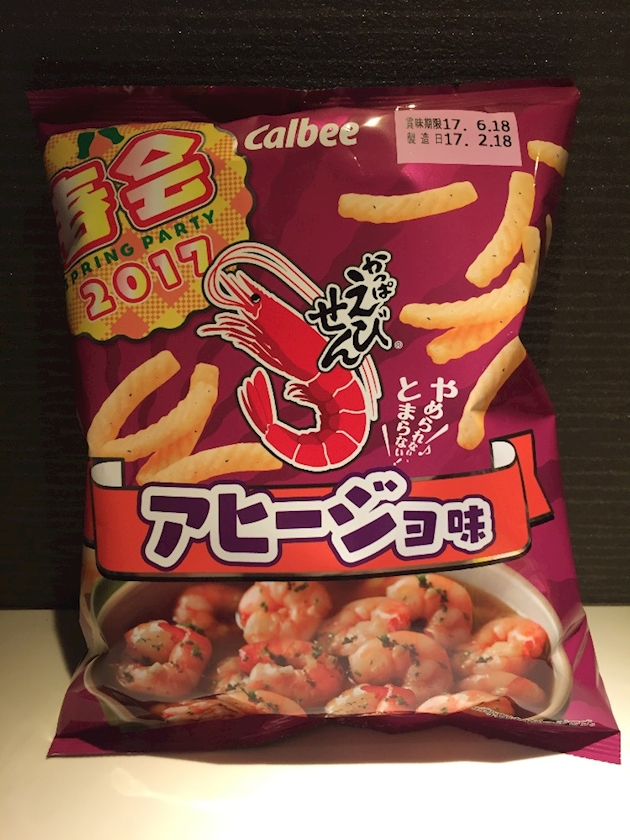 calbee
賞味期限17. 6.18
製造日17. 2.18
春会
SPRING PARTY
2017
かっぱ
えび
せん
®
やめられない♪
とまらない!
アヒージョ味